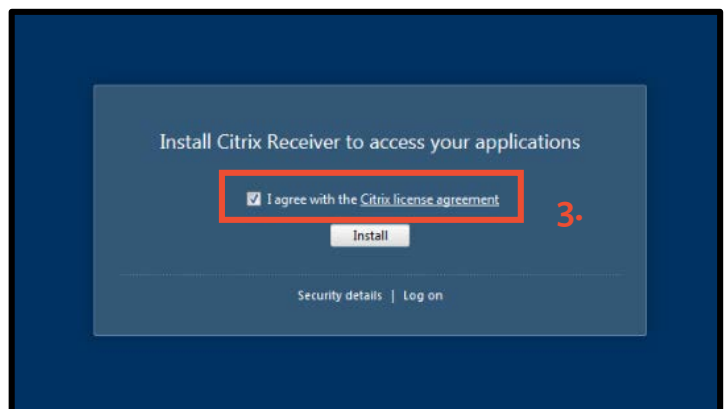 Install Citrix Receiver to access your applications
I agree with the Citrix license agreement
3.
Install
Security details | Log on